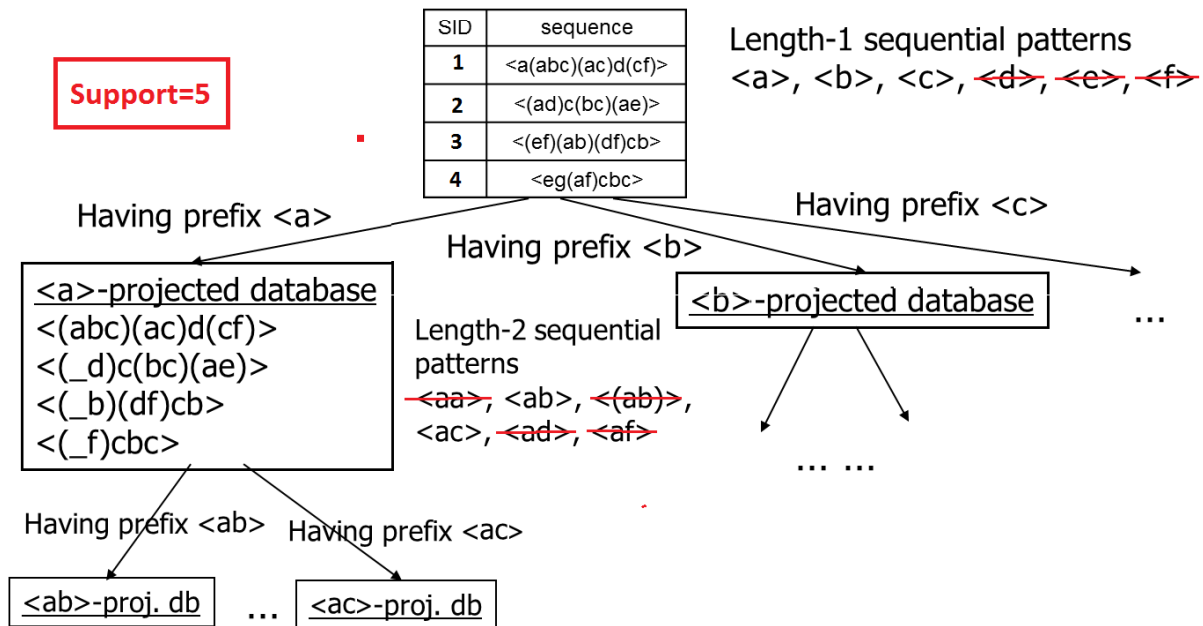 SID sequence
1 <a(abc)(ac)d(cf)>
2 <(ad)c(bc)(ae)>
3 <(ef)(ab)(df)cb>
4 <eg(af)cbc>
Support=5
Length-1 sequential patterns
<a>, <b>, <c>, <d>, <e>, <f>
Having prefix <a>
Having prefix <b>
Having prefix <c>
<a>-projected database
<(abc)(ac)d(cf)>
<(_d)c(bc)(ae)>
<(_b)(df)cb>
<(_f)cbc>
Length-2 sequential
patterns
<aa>, <ab>, <(ab)>,
<ac>, <ad>, <af>
<b>-projected database
...
... ...
Having prefix <ab>
Having prefix <ac>
<ab>-proj. db
...
<ac>-proj. db